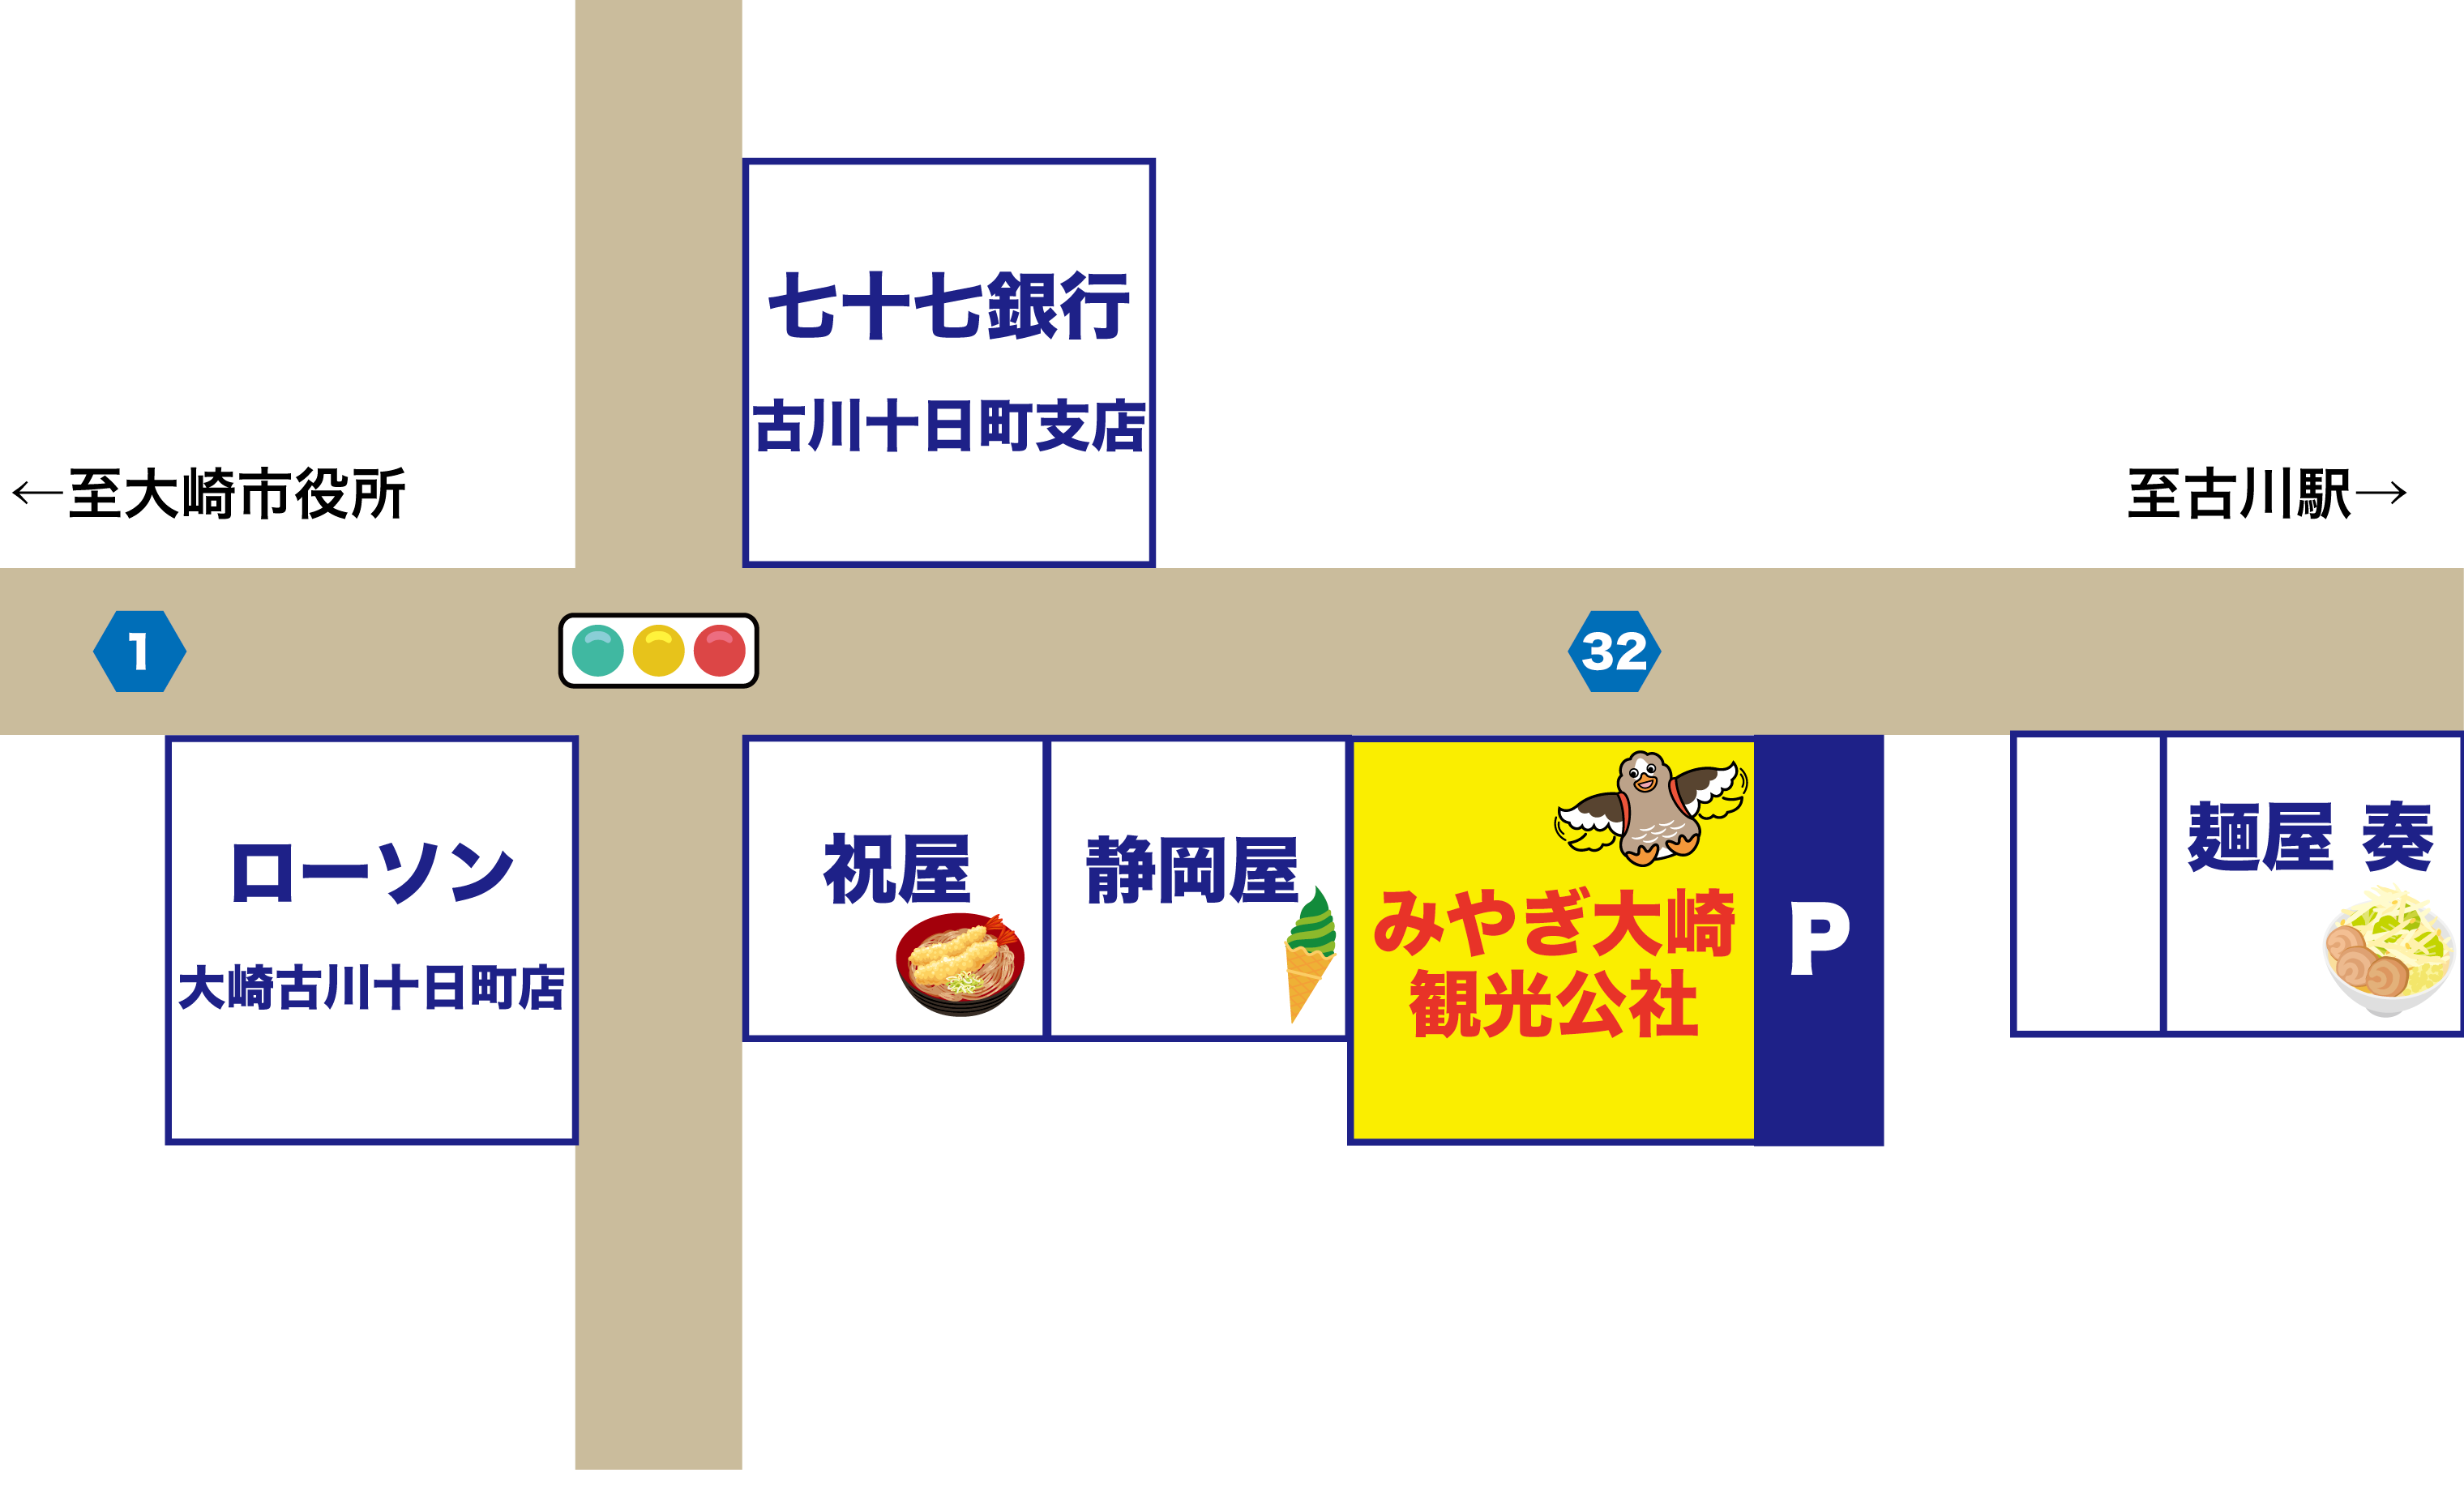 七十七銀行
古川十日町支店
←至大崎市役所
至古川駅→
1
32
ローソン
大崎古川十日町店
祝屋
静岡屋
みやぎ大崎
観光公社
P
麺屋 奏